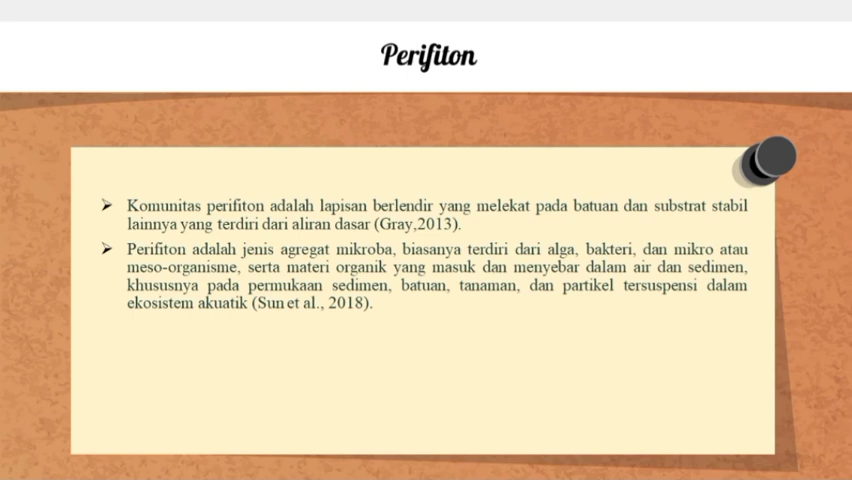 Perifiton
➢ Komunitas perifiton adalah lapisan berlendir yang melekat pada batuan dan substrat stabil
lainnya yang terdiri dari aliran dasar (Gray,2013).
➢ Perifiton adalah jenis agregat mikroba, biasanya terdiri dari alga, bakteri, dan mikro atau
meso-organisme, serta materi organik yang masuk dan menyebar dalam air dan sedimen,
khususnya pada permukaan sedimen, batuan, tanaman, dan partikel tersuspensi dalam
ekosistem akuatik (Sun et al., 2018).